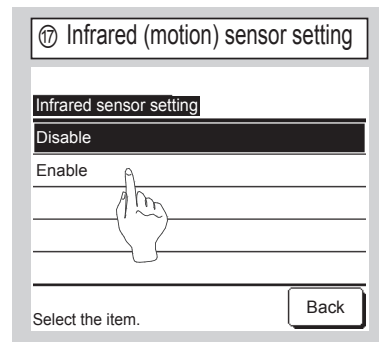 ⑰ Infrared (motion) sensor setting
Infrared sensor setting
Disable
Enable
Select the item.
Back